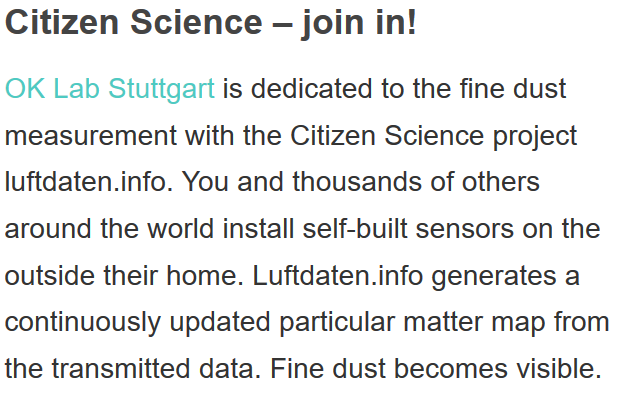 Citizen Science – join in!
OK Lab Stuttgart is dedicated to the fine dust
measurement with the Citizen Science project
luftdaten.info. You and thousands of others
around the world install self-built sensors on the
outside their home. Luftdaten.info generates a
continuously updated particular matter map from
the transmitted data. Fine dust becomes visible.